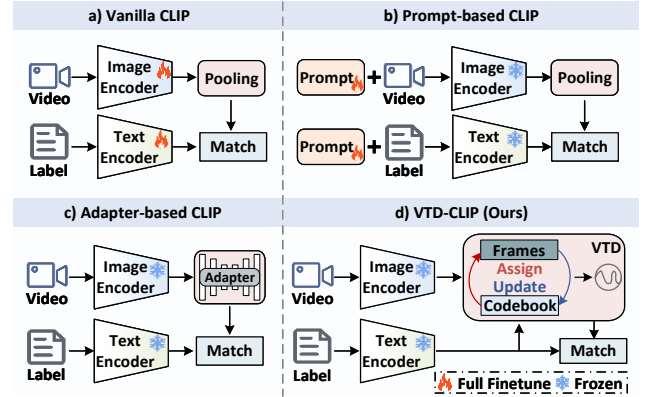 a) Vanilla CLIP
Video
Image
Encoder
Pooling
Label
Text
Encoder
Match
b) Prompt-based CLIP
Prompt
+
Video
Image
Encoder
Pooling
Prompt
+
Label
Text
Encoder
Match
c) Adapter-based CLIP
Video
Image
Encoder
Adapter
Label
Text
Encoder
Match
d) VTD-CLIP (Ours)
Video
Image
Encoder
Frames
VTD
Assign
Update
Codebook
Label
Text
Encoder
Match
Full Finetune
Frozen